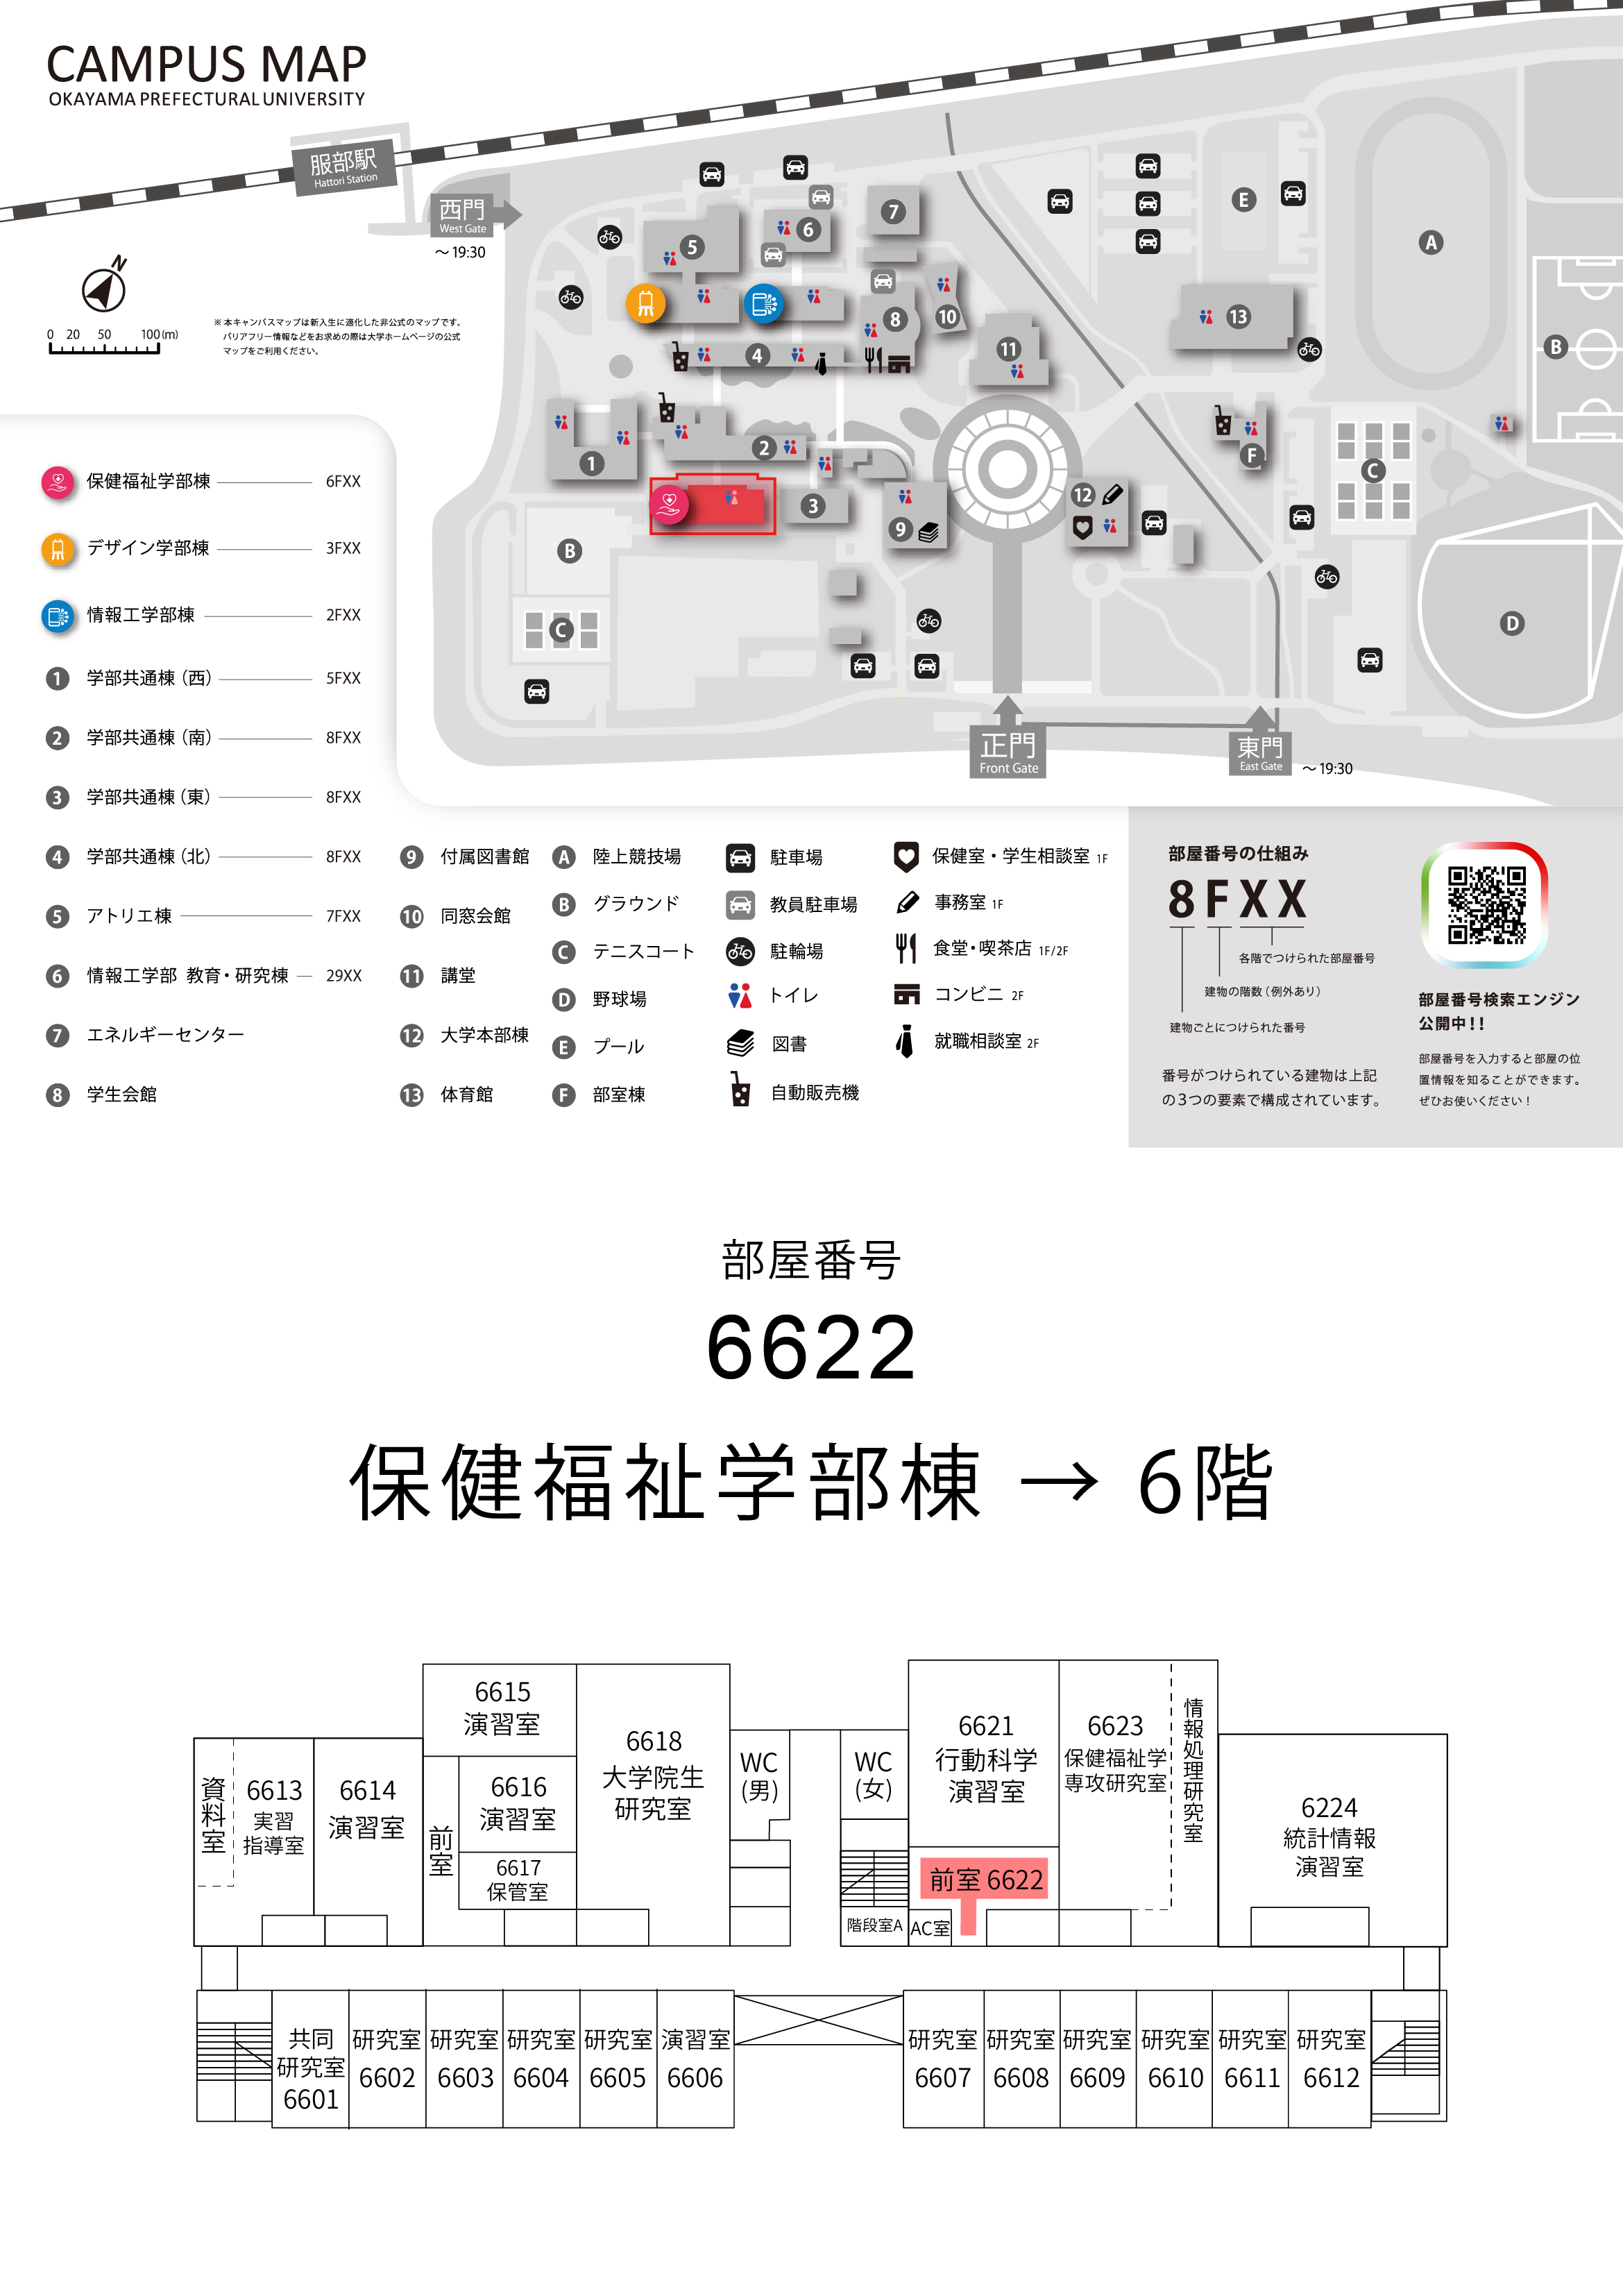 CAMPUS MAP
OKAYAMA PREFECTURAL UNIVERSITY
服部駅
Hattori Station
西門
West Gate
～19:30
N
0 20 50 100(m)
※ 本キャンパスマップは新入生に適化した非公式のマップです。
バリアフリー情報などをお求めの際は大学ホームページの公式
マップをご利用ください。
5
6
7
8
10
4
11
13
E
A
B
1
2
3
9
12
F
C
B
C
D
正門
Front Gate
東門
East Gate
～19:30
保健福祉学部棟 6FXX
デザイン学部棟 3FXX
情報工学部棟 2FXX
1 学部共通棟（西） 5FXX
2 学部共通棟（南） 8FXX
3 学部共通棟（東） 8FXX
4 学部共通棟（北） 8FXX
5 アトリエ棟 7FXX
6 情報工学部 教育・研究棟 29XX
7 エネルギーセンター
8 学生会館
9 付属図書館
10 同窓会館
11 講堂
12 大学本部棟
13 体育館
A 陸上競技場
B グラウンド
C テニスコート
D 野球場
E プール
F 部室棟
駐車場
教員駐車場
駐輪場
トイレ
図書
自動販売機
保健室・学生相談室 1F
事務室 1F
食堂・喫茶店 1F/2F
コンビニ 2F
就職相談室 2F
部屋番号の仕組み
8FXX
各階でつけられた部屋番号
建物の階数（例外あり）
建物ごとにつけられた番号
番号がつけられている建物は上記
の3つの要素で構成されています。
部屋番号検索エンジン
公開中！！
部屋番号を入力すると部屋の位
置情報を知ることができます。
ぜひお使いください！
部屋番号
6622
保健福祉学部棟 → 6階
資料室
6613
実習
指導室
6614
演習室
6615
演習室
前室
6616
演習室
6617
保管室
6618
大学院生
研究室
WC
(男)
WC
(女)
階段室A
AC室
6621
行動科学
演習室
前室 6622
6623
保健福祉学
専攻研究室
情報処理研究室
6224
統計情報
演習室
共同
研究室
6601
研究室
6602
研究室
6603
研究室
6604
研究室
6605
演習室
6606
研究室
6607
研究室
6608
研究室
6609
研究室
6610
研究室
6611
研究室
6612